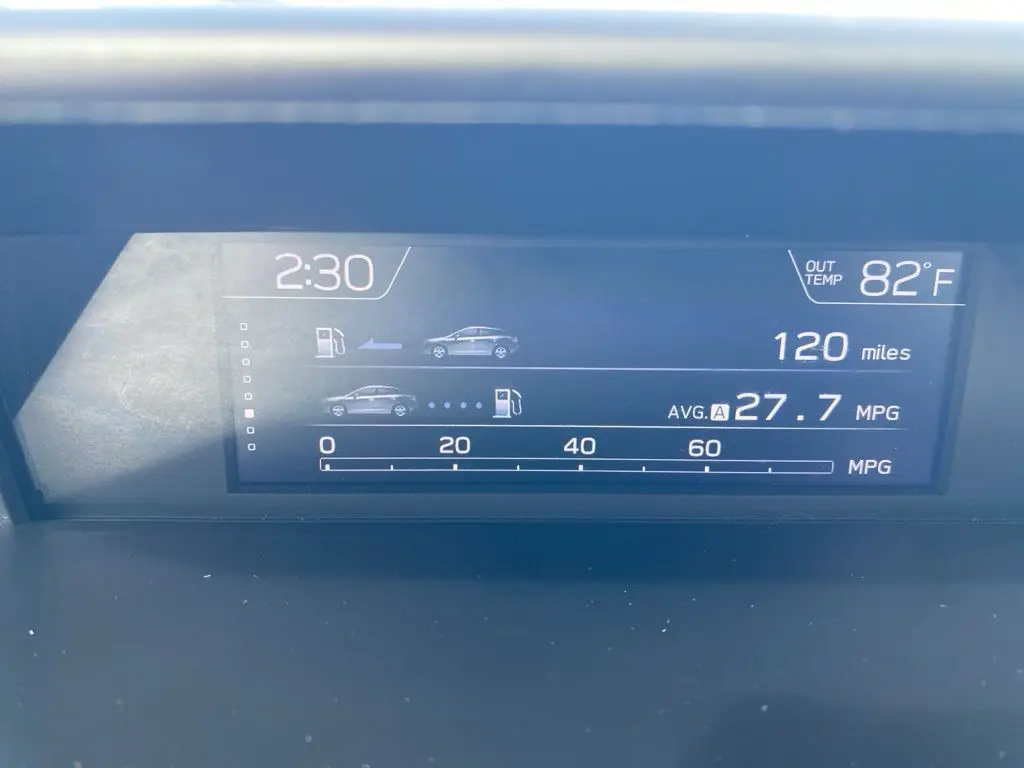 2:30
OUT TEMP 82°F
120 miles
AVG. A 27.7 MPG
0 20 40 60
MPG